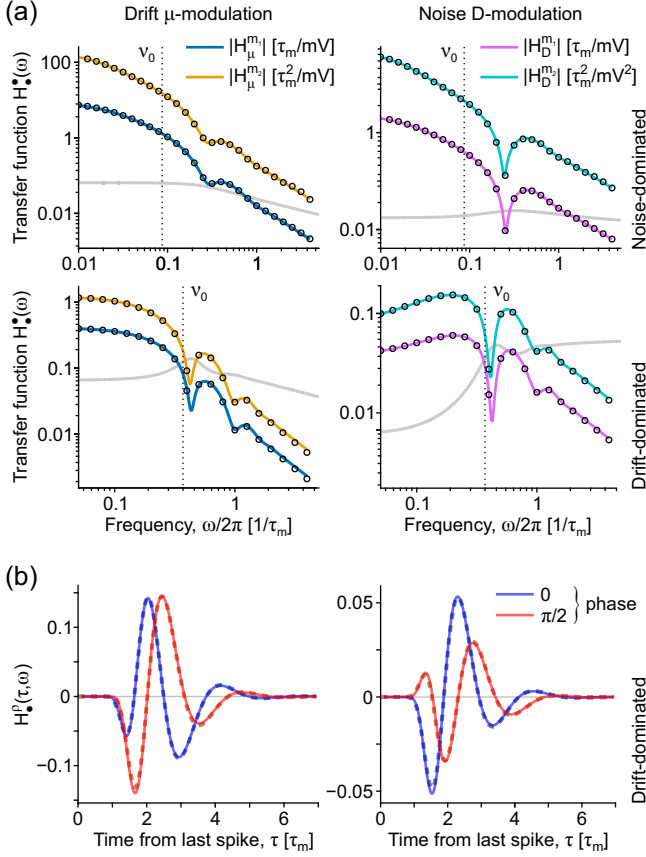 (a)
Drift μ-modulation
Noise D-modulation
ν₀
|H_μ^{m₁}| [τ_m/mV]
|H_μ^{m₂}| [τ_m²/mV]
ν₀
|H_D^{m₁}| [τ_m/mV]
|H_D^{m₂}| [τ_m²/mV²]
Transfer function H•(ω)
100
1
0.01
0.01
0.1
1
1
0.01
0.01
0.1
1
Noise-dominated
Transfer function H•(ω)
1
0.1
0.01
ν₀
0.1
1
Frequency, ω/2π [1/τ_m]
0.1
0.01
ν₀
0.1
1
Frequency, ω/2π [1/τ_m]
Drift-dominated
(b)
H•^ρ(τ,ω)
0.1
0
-0.1
0
2
4
6
Time from last spike, τ [τ_m]
0.05
0
-0.05
0
π/2
} phase
0
2
4
6
Time from last spike, τ [τ_m]
Drift-dominated